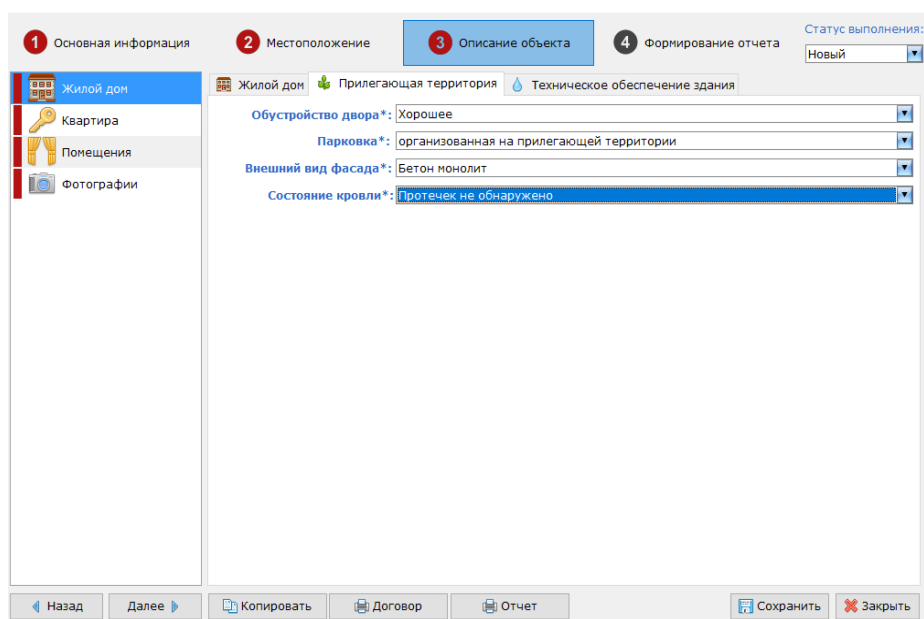 Статус выполнения:
1 Основная информация 2 Местоположение 3 Описание объекта 4 Формирование отчета Новый
Жилой дом
Квартира
Помещения
Фотографии
Жилой дом Прилегающая территория Техническое обеспечение здания
Обустройство двора*: Хорошее
Парковка*: организованная на прилегающей территории
Внешний вид фасада*: Бетон монолит
Состояние кровли*: Протечек не обнаружено
Назад Далее Копировать Договор Отчет Сохранить Закрыть